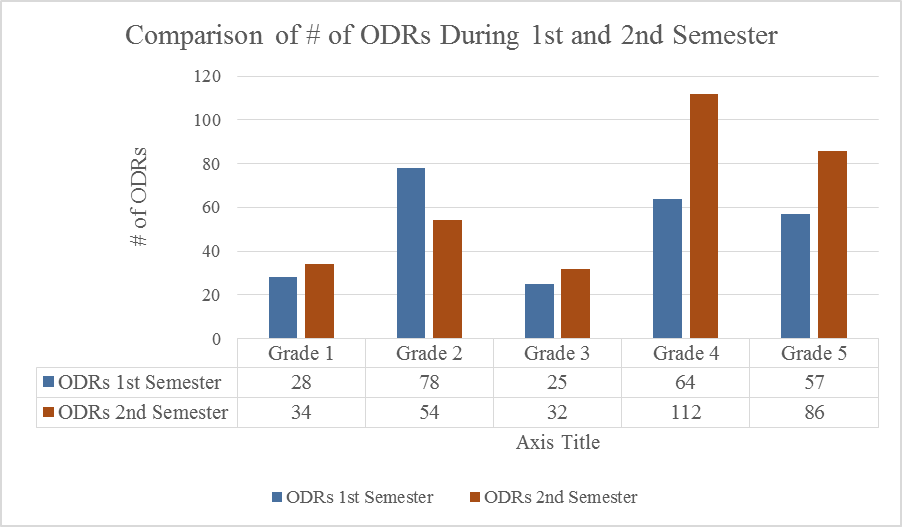 Comparison of # of ODRs During 1st and 2nd Semester
120
100
80
60
40
20
0
# of ODRs
Grade 1 Grade 2 Grade 3 Grade 4 Grade 5
ODRs 1st Semester 28 78 25 64 57
ODRs 2nd Semester 34 54 32 112 86
Axis Title
ODRs 1st Semester ODRs 2nd Semester